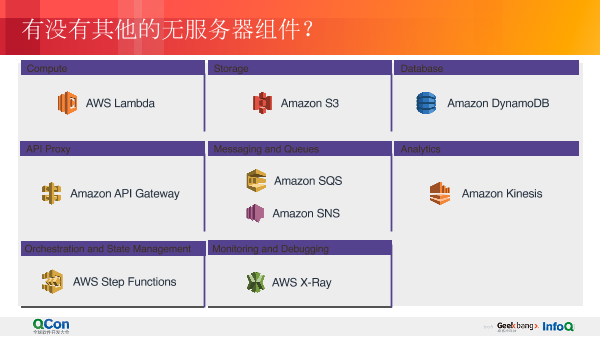 有没有其他的无服务器组件?
Compute
Storage
Database
AWS Lambda
Amazon S3
Amazon DynamoDB
API Proxy
Messaging and Queues
Analytics
Amazon API Gateway
Amazon SQS
Amazon SNS
Amazon Kinesis
Orchestration and State Management
Monitoring and Debugging
AWS Step Functions
AWS X-Ray
QCon
全球软件开发大会
Geekbang>
InfoQ